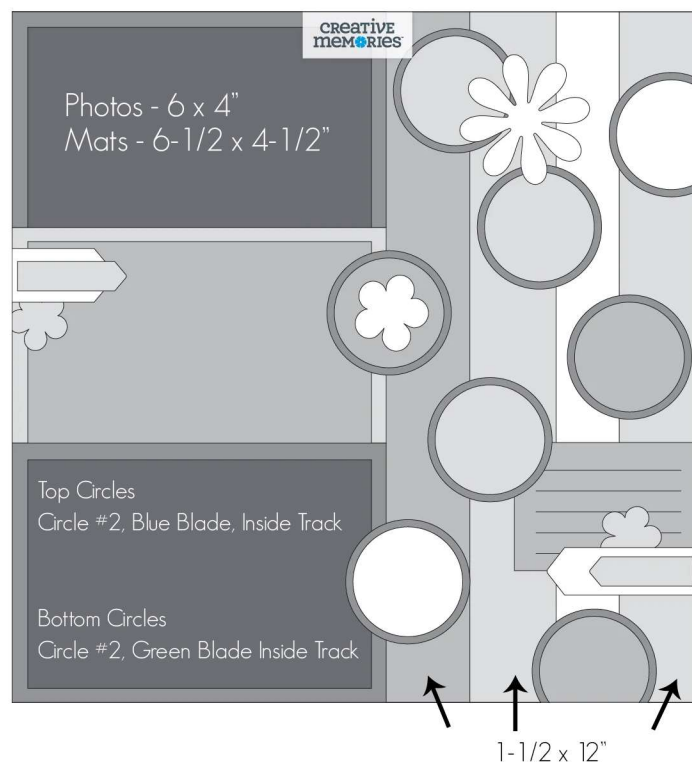 CREATIVE
MEMORIES
Photos - 6 x 4"
Mats - 6-1/2 x 4-1/2"
Top Circles
Circle #2, Blue Blade, Inside Track
Bottom Circles
Circle #2, Green Blade Inside Track
1-1/2 x 12"